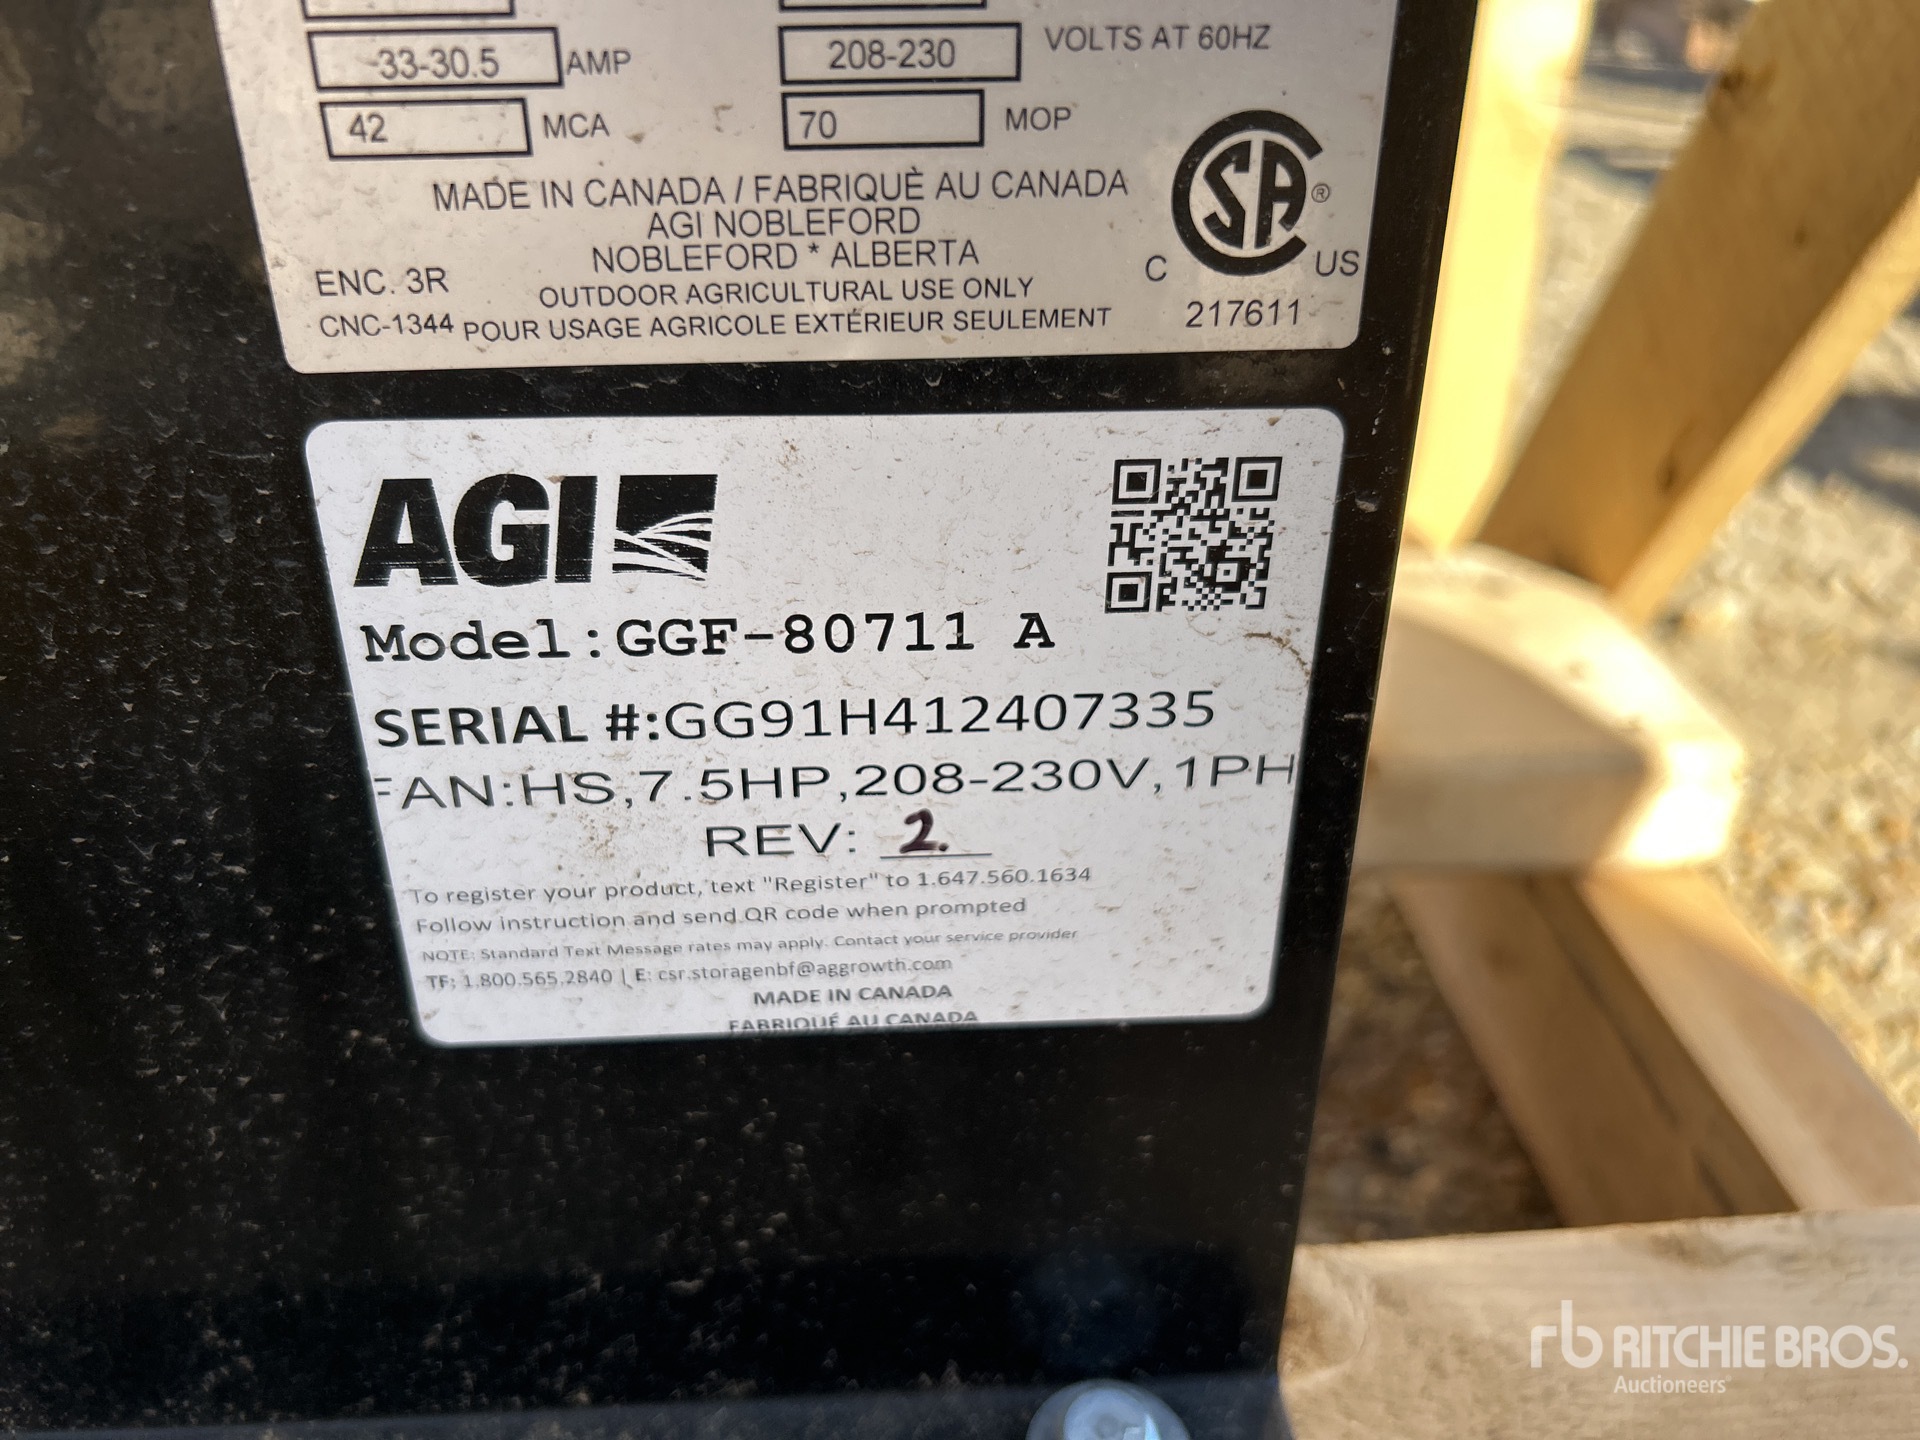 33-30.5 AMP 208-230 VOLTS AT 60HZ
42 MCA 70 MOP
MADE IN CANADA / FABRIQUÈ AU CANADA
AGI NOBLEFORD
NOBLEFORD * ALBERTA
ENC. 3R OUTDOOR AGRICULTURAL USE ONLY
CNC-1344 POUR USAGE AGRICOLE EXTÉRIEUR SEULEMENT
CSA ®
C US
217611
AGI
Model:GGF-80711 A
SERIAL #:GG91H412407335
FAN:HS,7.5HP,208-230V,1PH
REV: 2.
To register your product, text "Register" to 1.647.560.1634
Follow instruction and send QR code when prompted
NOTE: Standard Text Message rates may apply. Contact your service provider
TF: 1.800.565.2840 | E: csr.storagenbf@aggrowth.com
MADE IN CANADA
FABRIQUÉ AU CANADA
rb RITCHIE BROS.
Auctioneers